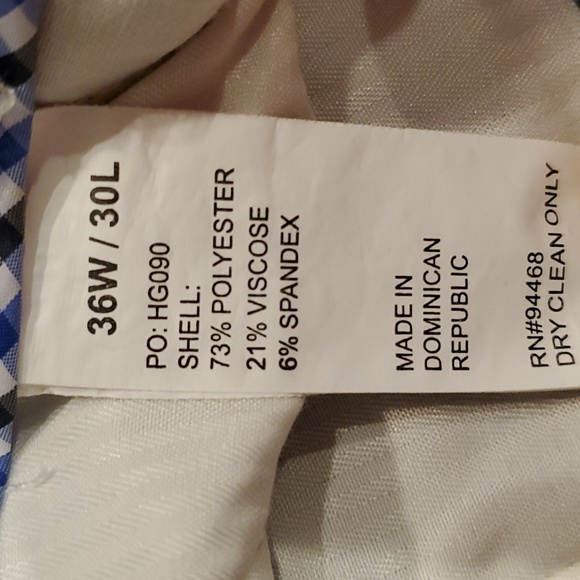 36W / 30L
PO: HG090
SHELL:
73% POLYESTER
21% VISCOSE
6% SPANDEX
MADE IN
DOMINICAN
REPUBLIC
RN#94468
DRY CLEAN ONLY